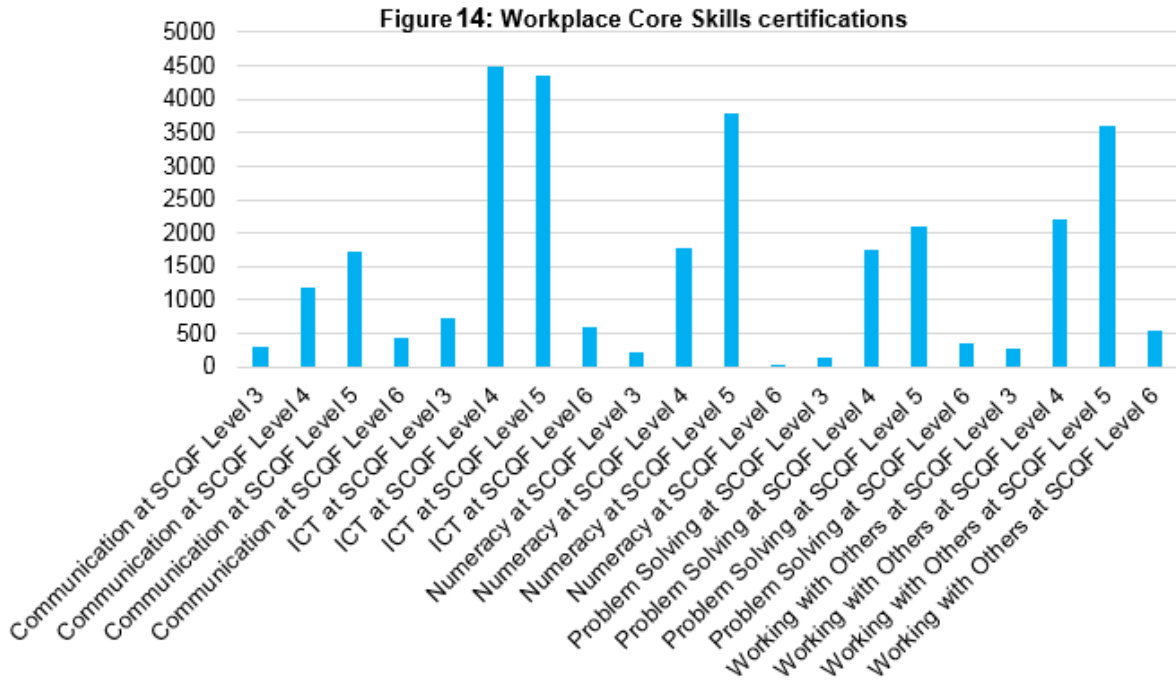 Figure 14: Workplace Core Skills certifications
5000
4500
4000
3500
3000
2500
2000
1500
1000
500
0
Communication at SCQF Level 3
Communication at SCQF Level 4
Communication at SCQF Level 5
Communication at SCQF Level 6
ICT at SCQF Level 3
ICT at SCQF Level 4
ICT at SCQF Level 5
ICT at SCQF Level 6
Numeracy at SCQF Level 3
Numeracy at SCQF Level 4
Numeracy at SCQF Level 5
Numeracy at SCQF Level 6
Problem Solving at SCQF Level 3
Problem Solving at SCQF Level 4
Problem Solving at SCQF Level 5
Problem Solving at SCQF Level 6
Working with Others at SCQF Level 3
Working with Others at SCQF Level 4
Working with Others at SCQF Level 5
Working with Others at SCQF Level 6